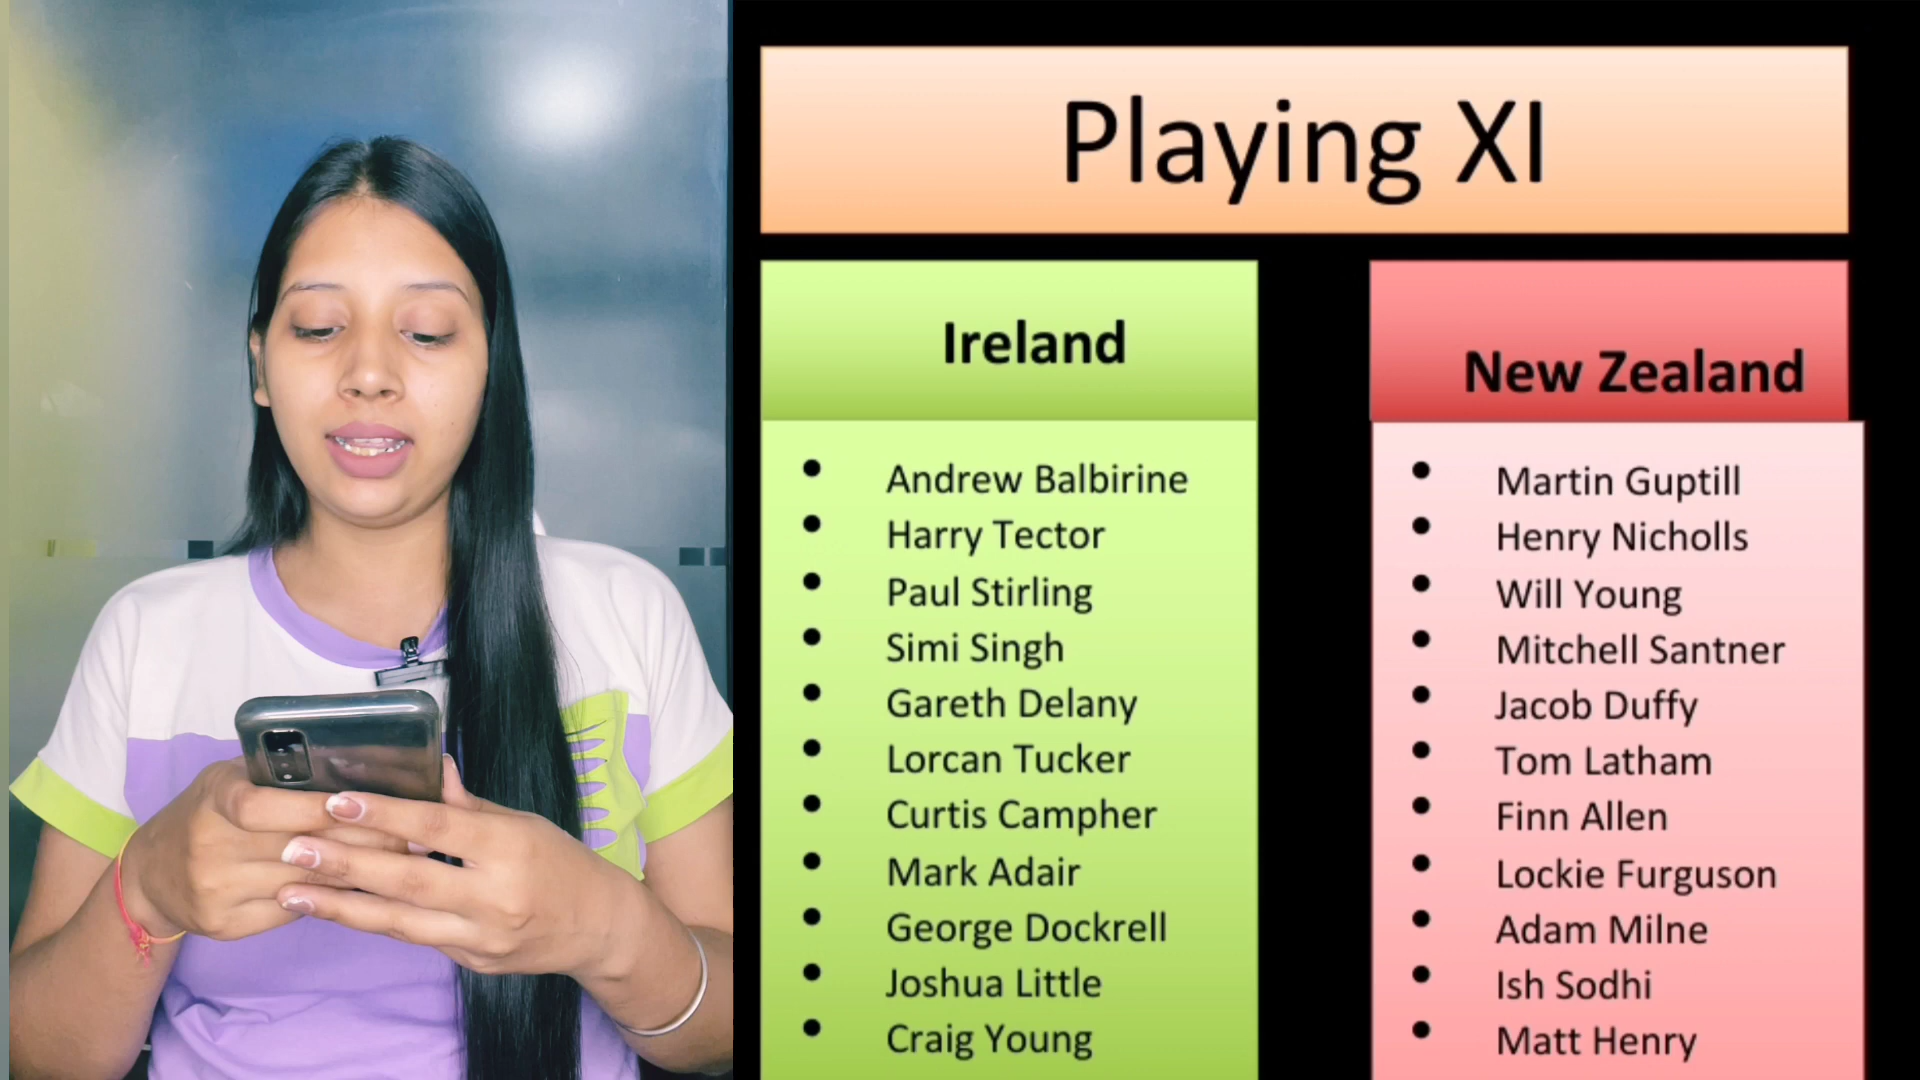 Playing XI
Ireland
Andrew Balbirine
Harry Tector
Paul Stirling
Simi Singh
Gareth Delany
Lorcan Tucker
Curtis Campher
Mark Adair
George Dockrell
Joshua Little
Craig Young
New Zealand
Martin Guptill
Henry Nicholls
Will Young
Mitchell Santner
Jacob Duffy
Tom Latham
Finn Allen
Lockie Furguson
Adam Milne
Ish Sodhi
Matt Henry